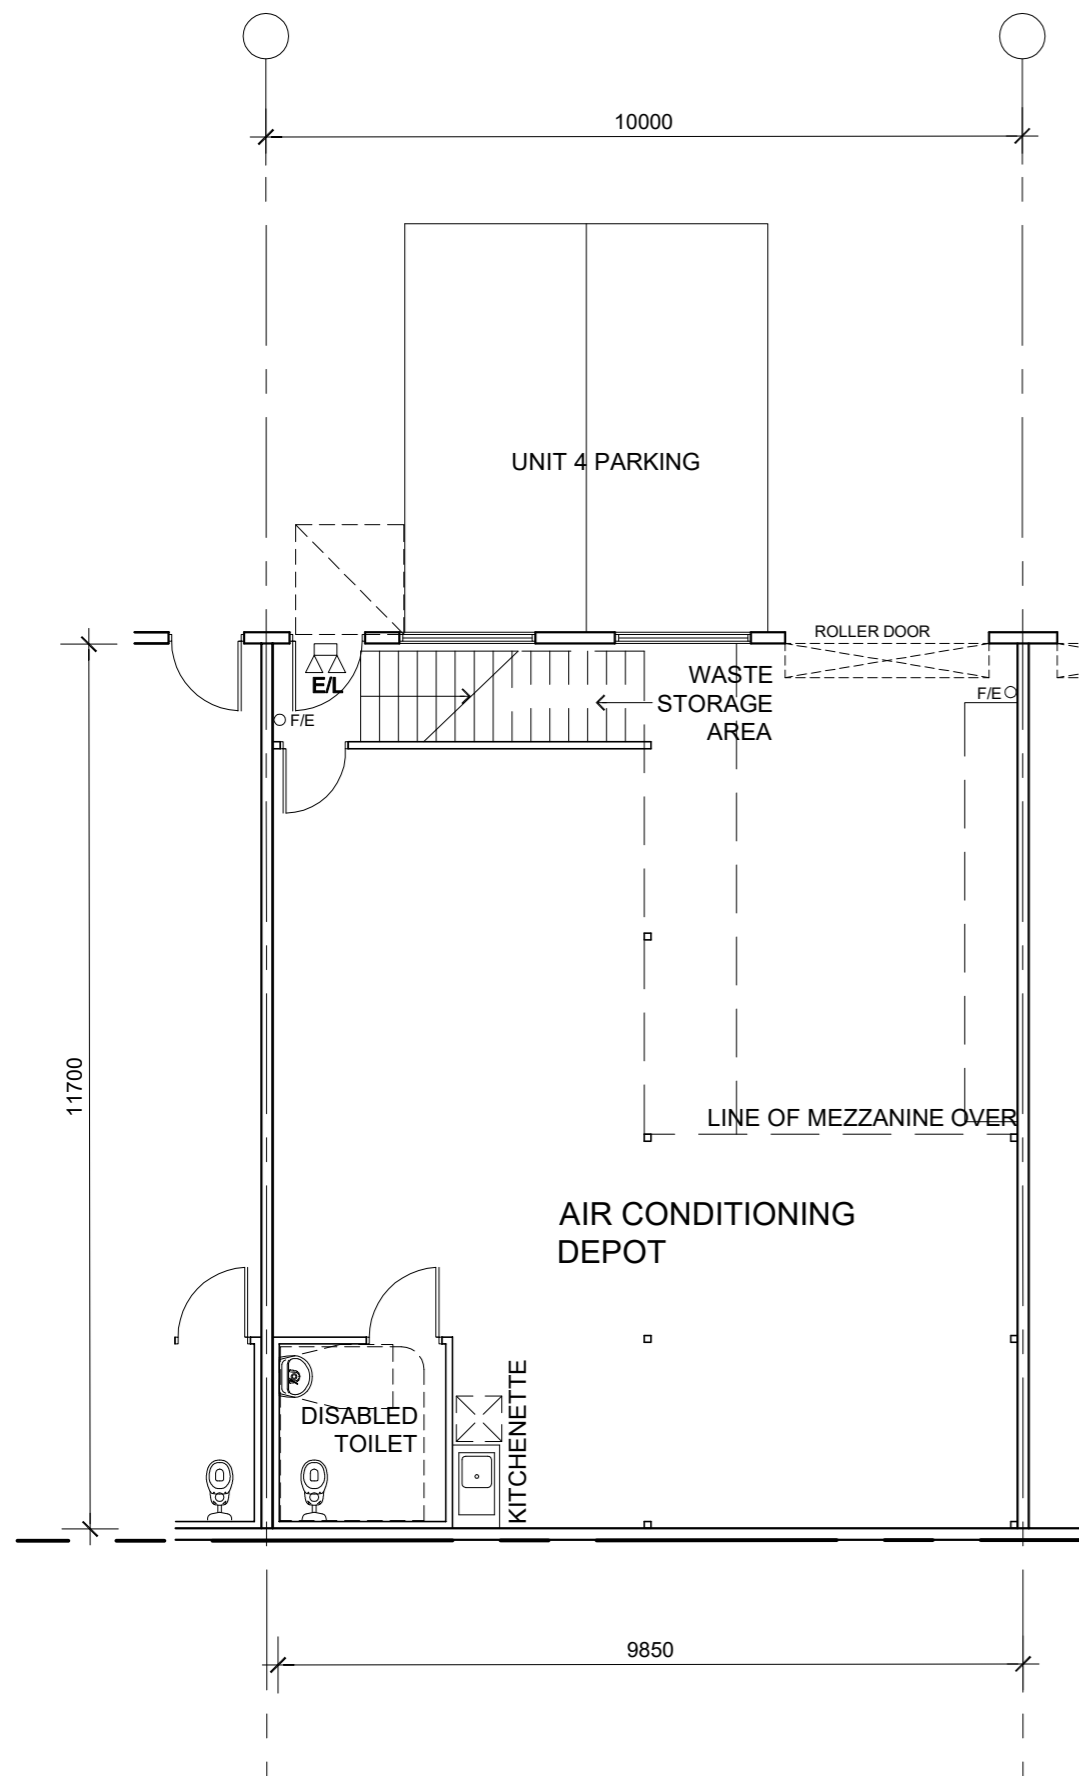 10000
UNIT 4 PARKING
ROLLER DOOR
WASTE
STORAGE
AREA
E/L
F/E
F/E
11700
LINE OF MEZZANINE OVER
AIR CONDITIONING
DEPOT
DISABLED
TOILET
KITCHENETTE
9850